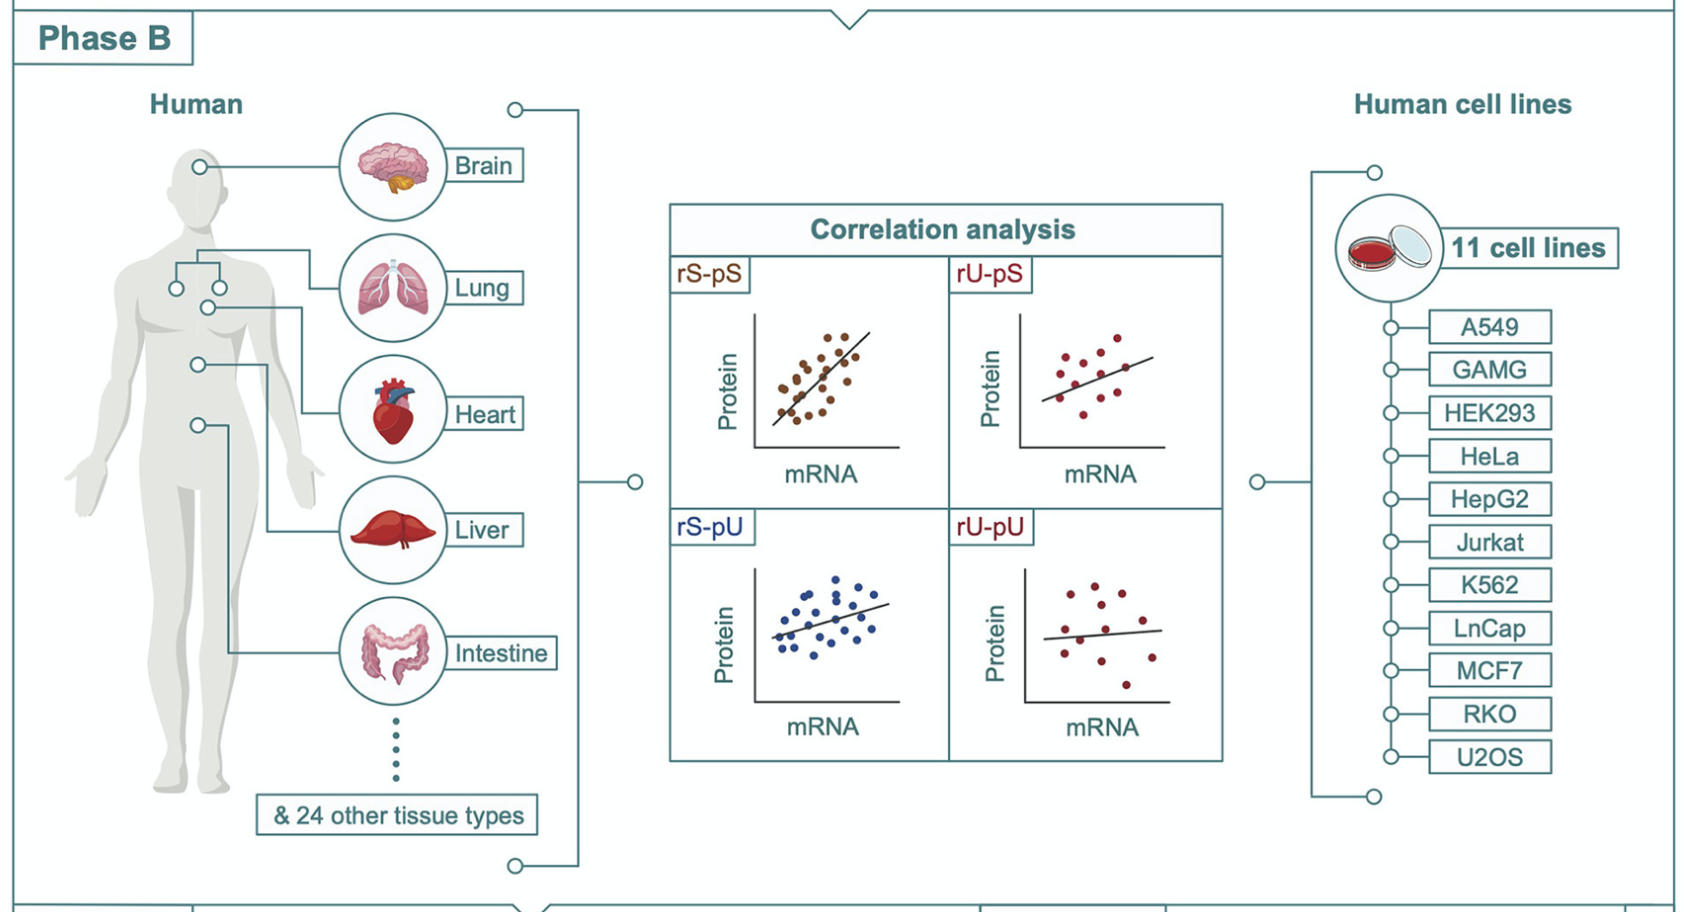 Phase B
Human
Brain
Lung
Heart
Liver
Intestine
& 24 other tissue types
Correlation analysis
rS-pS
Protein
mRNA
rU-pS
Protein
mRNA
rS-pU
Protein
mRNA
rU-pU
Protein
mRNA
Human cell lines
11 cell lines
A549
GAMG
HEK293
HeLa
HepG2
Jurkat
K562
LnCap
MCF7
RKO
U2OS